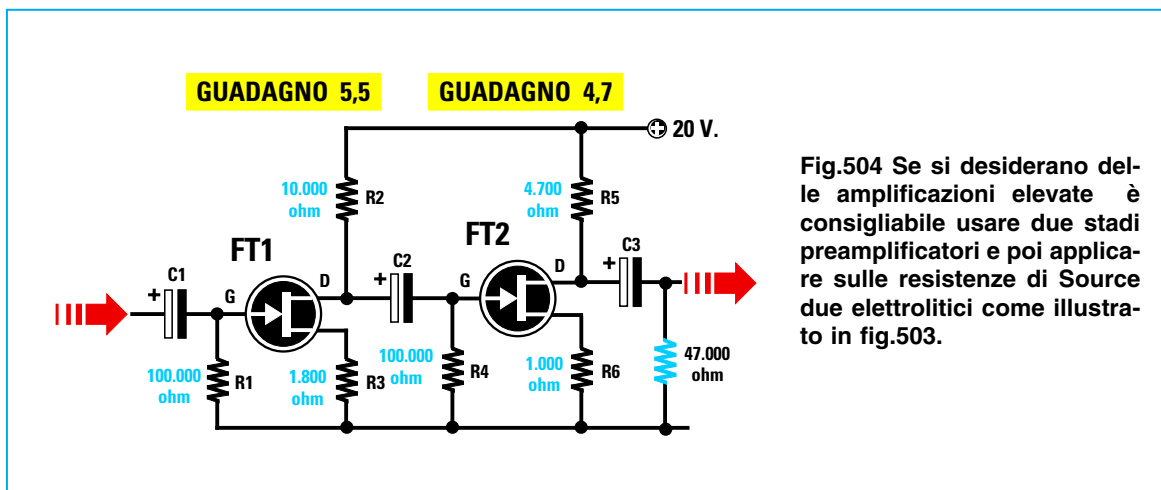 GUADAGNO 5,5
GUADAGNO 4,7
20 V.
10.000
ohm
R2
4.700
ohm
R5
FT1
FT2
C1
+
G
D
C2
+
G
D
C3
+
100.000
ohm
R1
1.800
ohm
R3
100.000
ohm
R4
1.000
ohm
R6
47.000
ohm
Fig.504 Se si desiderano del-
le amplificazioni elevate è
consigliabile usare due stadi
preamplificatori e poi applica-
re sulle resistenze di Source
due elettrolitici come illustra-
to in fig.503.